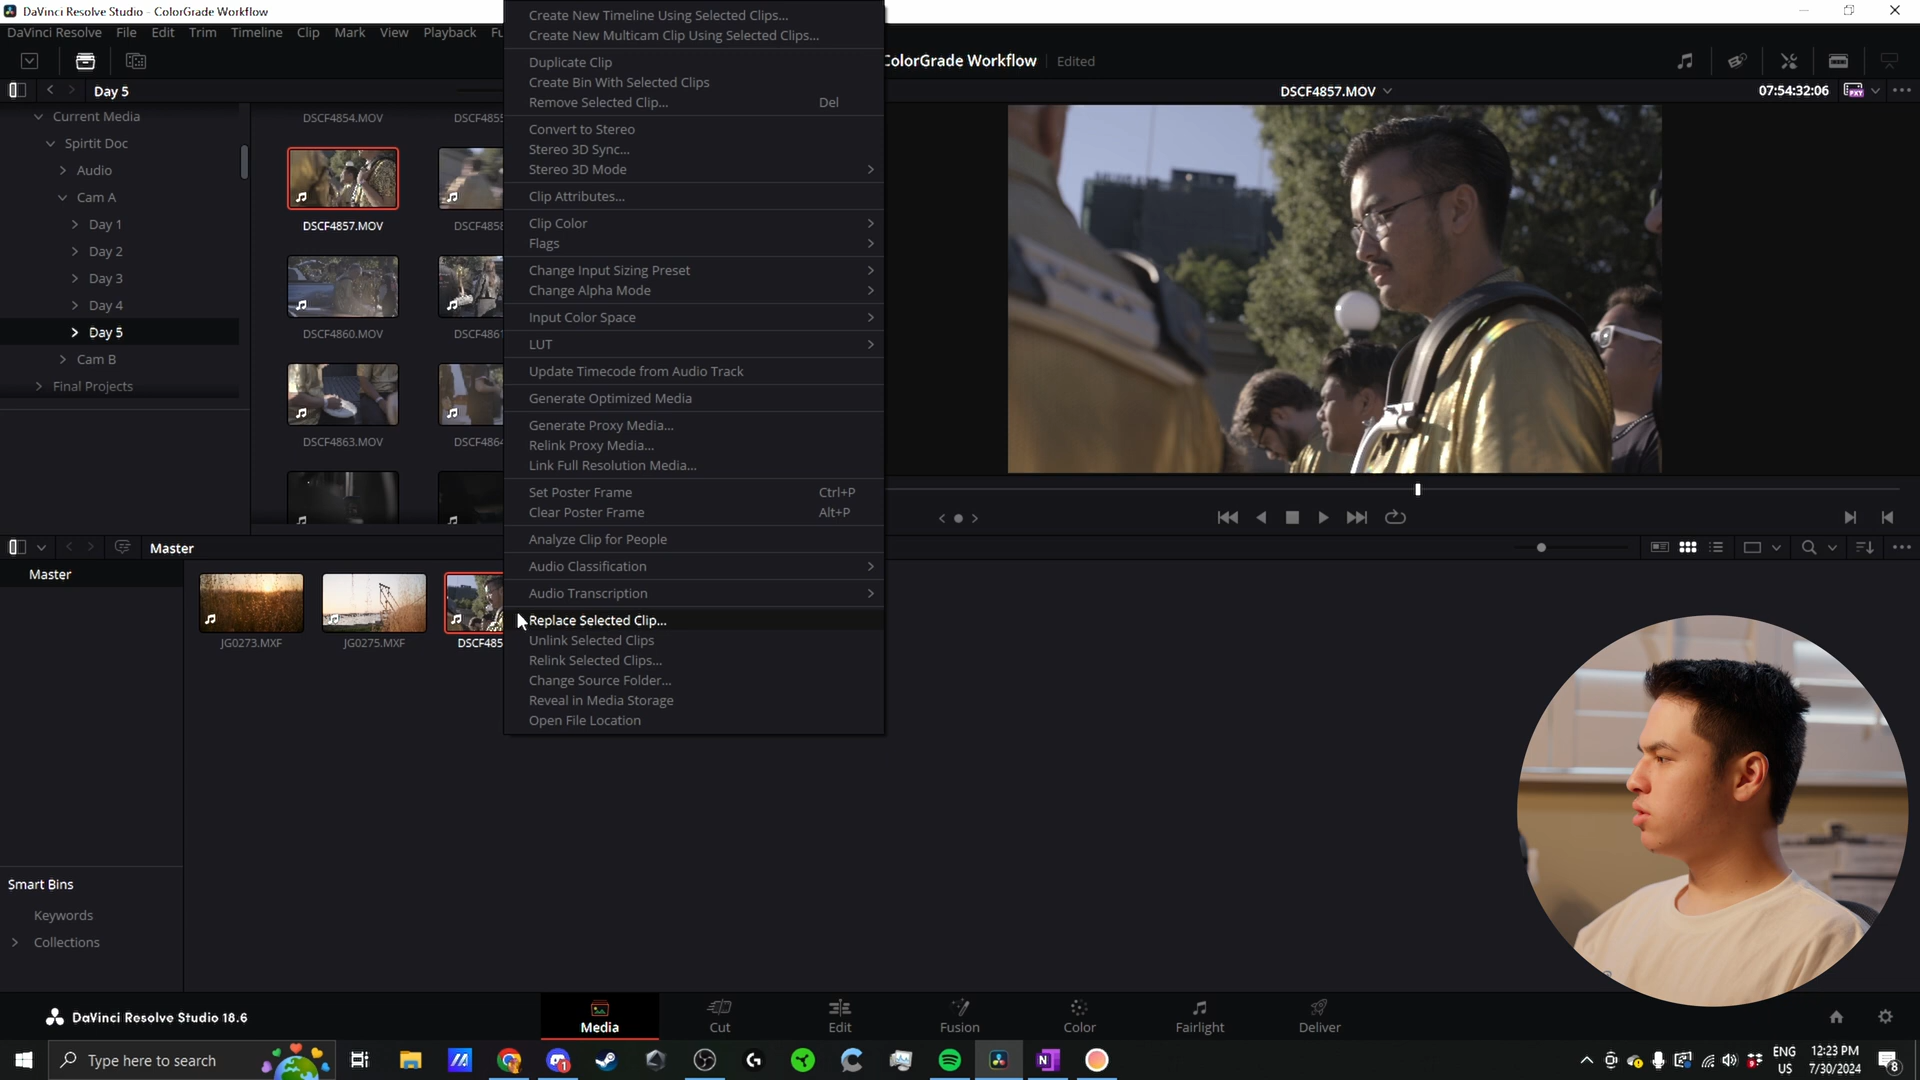 DaVinci Resolve Studio - ColorGrade Workflow
DaVinci Resolve File Edit Trim Timeline Clip Mark View Playback Fu
ColorGrade Workflow Edited
Day 5
DSCF4857.MOV
07:54:32:06
Current Media
Spirtit Doc
Audio
Cam A
Day 1
Day 2
Day 3
Day 4
Day 5
Cam B
Final Projects
DSCF4854.MOV DSCF4855
DSCF4857.MOV DSCF4858
DSCF4860.MOV DSCF4861
DSCF4863.MOV DSCF4864
Create New Timeline Using Selected Clips...
Create New Multicam Clip Using Selected Clips...
Duplicate Clip
Create Bin With Selected Clips
Remove Selected Clip... Del
Convert to Stereo
Stereo 3D Sync...
Stereo 3D Mode
Clip Attributes...
Clip Color
Flags
Change Input Sizing Preset
Change Alpha Mode
Input Color Space
LUT
Update Timecode from Audio Track
Generate Optimized Media
Generate Proxy Media...
Relink Proxy Media...
Link Full Resolution Media...
Set Poster Frame Ctrl+P
Clear Poster Frame Alt+P
Analyze Clip for People
Audio Classification
Audio Transcription
Replace Selected Clip...
Unlink Selected Clips
Relink Selected Clips...
Change Source Folder...
Reveal in Media Storage
Open File Location
Master
Master
JG0273.MXF JG0275.MXF DSCF485
Smart Bins
Keywords
Collections
DaVinci Resolve Studio 18.6
Media Cut Edit Fusion Color Fairlight Deliver
Type here to search
ENG
US
12:23 PM
7/30/2024
8